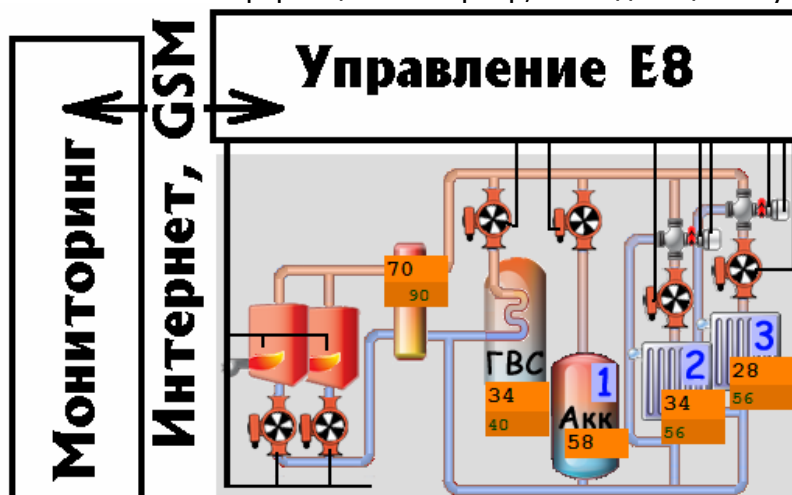 Управление E8
Мониторинг
Интернет, GSM
70
90
ГВС
34
40
1
Акк
58
2
34
56
3
28
56